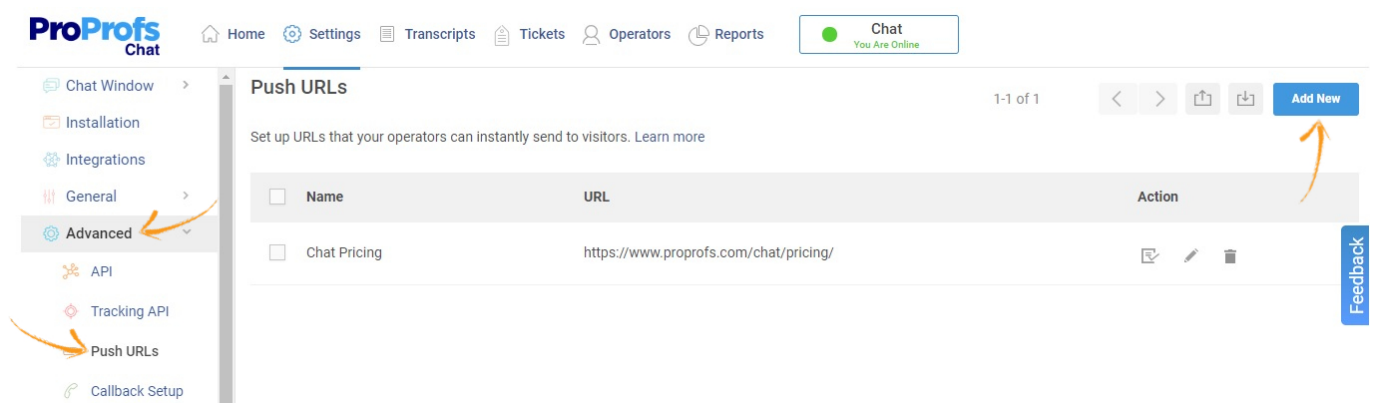 ProProfs
Chat
Home
Settings
Transcripts
Tickets
Operators
Reports
Chat
You Are Online
Chat Window
Installation
Integrations
General
Advanced
API
Tracking API
Push URLs
Callback Setup
Push URLs
1-1 of 1
Add New
Set up URLs that your operators can instantly send to visitors. Learn more
Name URL Action
Chat Pricing https://www.proprofs.com/chat/pricing/
Feedback